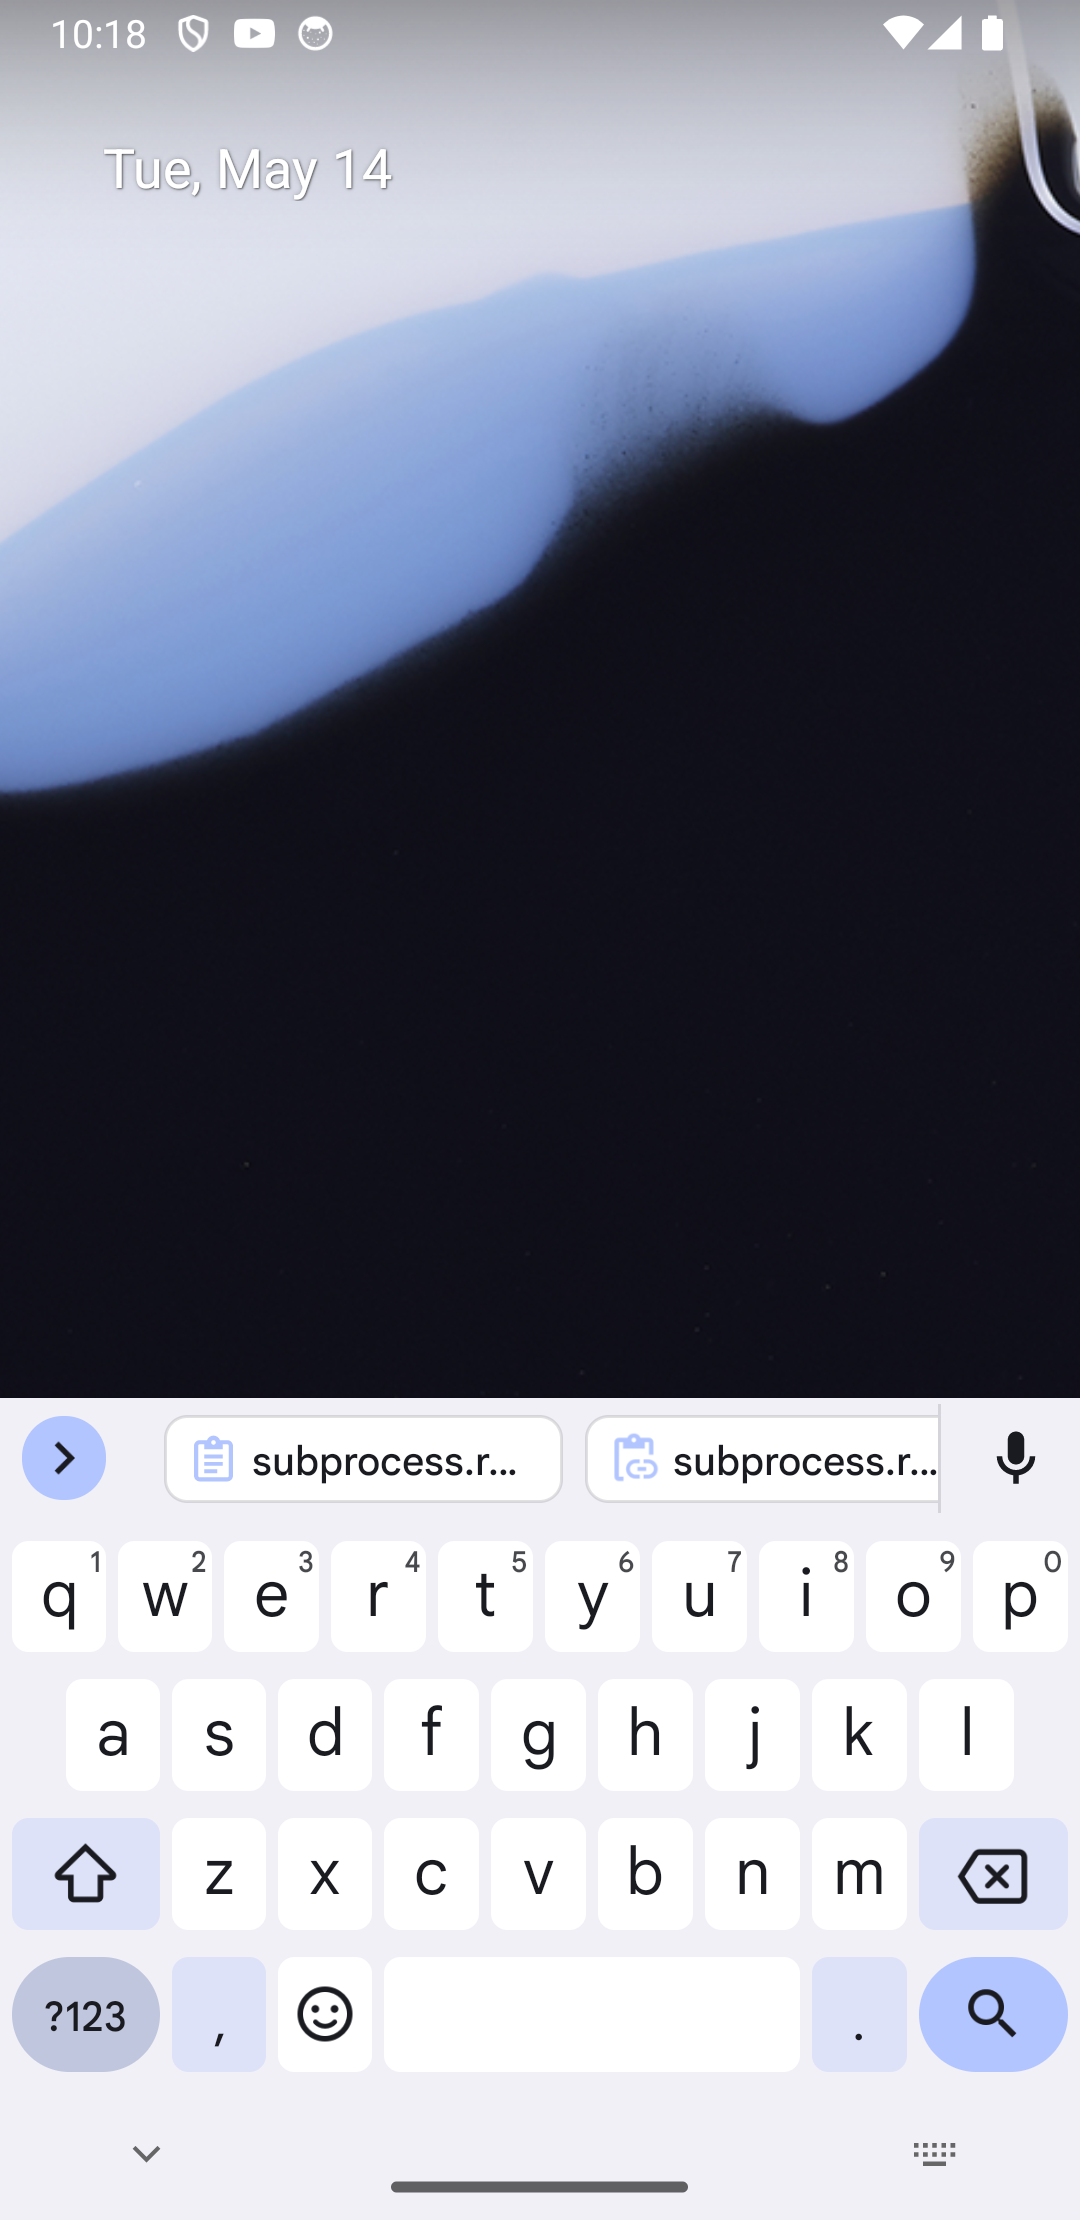 10:18
Tue, May 14
subprocess.r... subprocess.r...
q 1 w 2 e 3 r 4 t 5 y 6 u 7 i 8 o 9 p 0
a s d f g h j k l
z x c v b n m
?123 , .